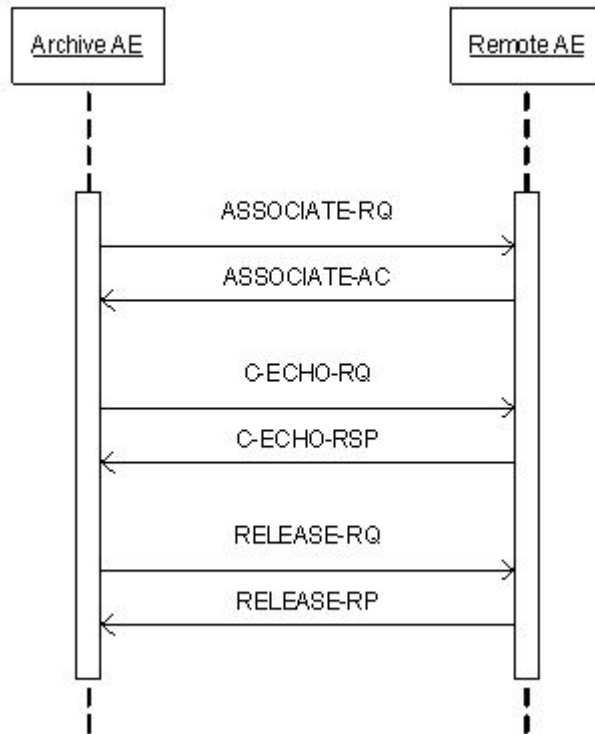 Archive AE
Remote AE
ASSOCIATE-RQ
ASSOCIATE-AC
C-ECHO-RQ
C-ECHO-RSP
RELEASE-RQ
RELEASE-RP